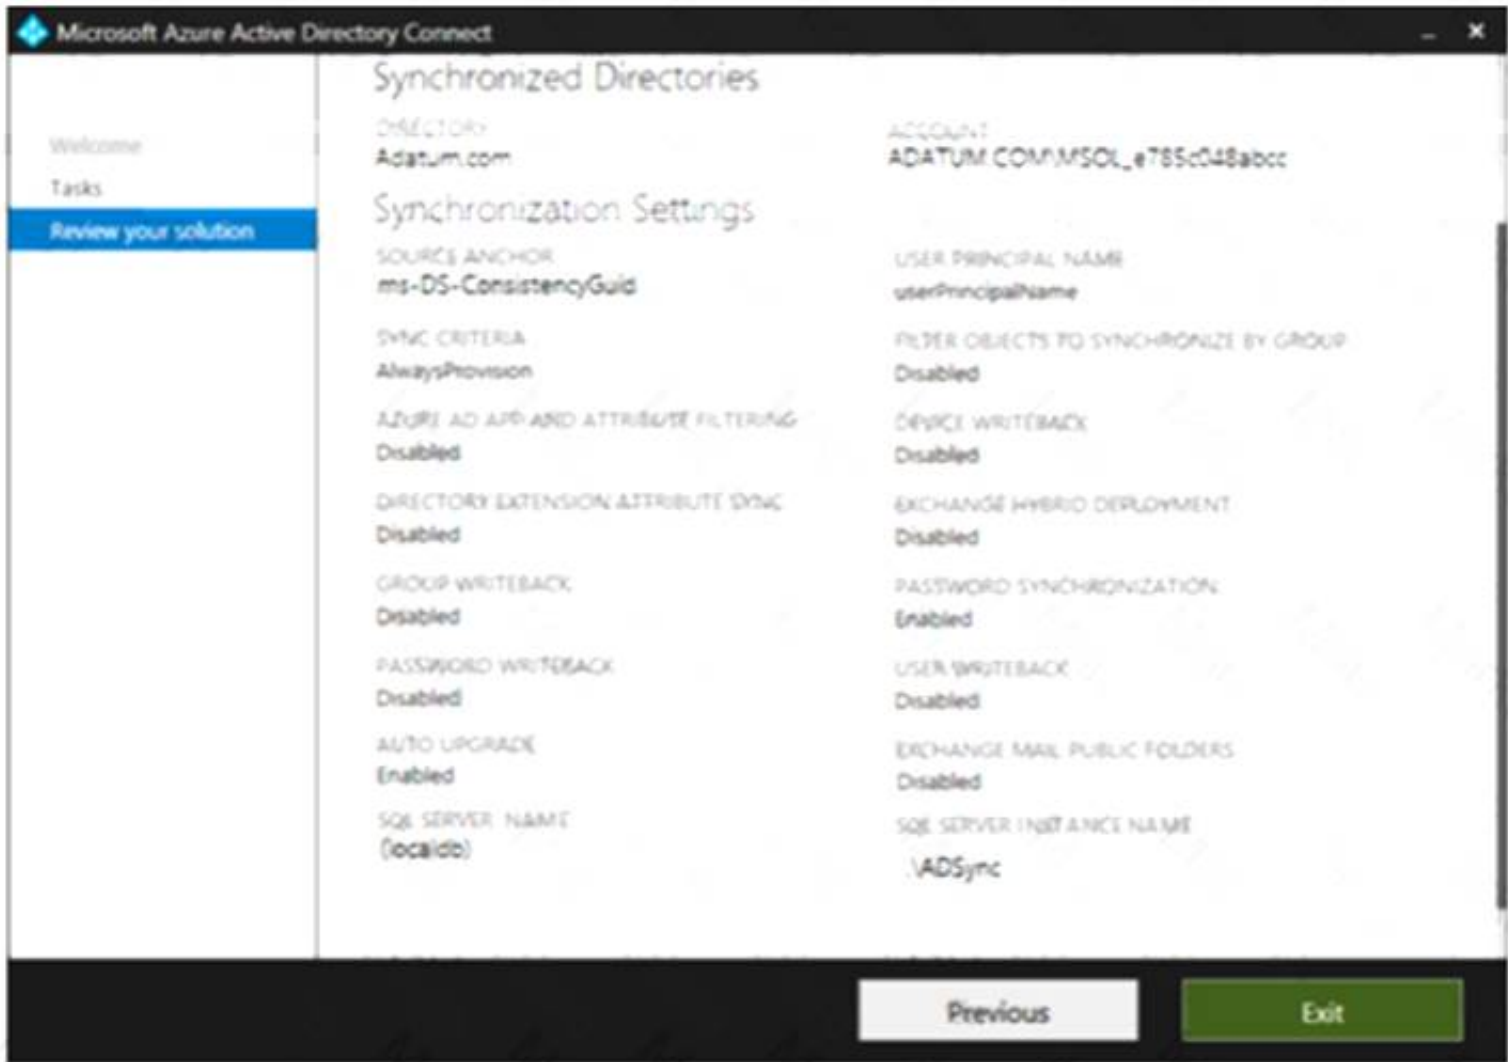 Microsoft Azure Active Directory Connect
Welcome
Tasks
Review your solution
Synchronized Directories
DIRECTORY
Adatum.com
ACCOUNT
ADATUM.COM\MSOL_e785c048abcc
Synchronization Settings
SOURCE ANCHOR
ms-DS-ConsistencyGuid
USER PRINCIPAL NAME
userPrincipalName
SYNC CRITERIA
AlwaysProvision
FILTER OBJECTS TO SYNCHRONIZE BY GROUP
Disabled
AZURE AD APP AND ATTRIBUTE FILTERING
Disabled
DEVICE WRITEBACK
Disabled
DIRECTORY EXTENSION ATTRIBUTE SYNC
Disabled
EXCHANGE HYBRID DEPLOYMENT
Disabled
GROUP WRITEBACK
Disabled
PASSWORD SYNCHRONIZATION
Enabled
PASSWORD WRITEBACK
Disabled
USER WRITEBACK
Disabled
AUTO UPGRADE
Enabled
EXCHANGE MAIL PUBLIC FOLDERS
Disabled
SQL SERVER NAME
(localdb)
SQL SERVER INSTANCE NAME
.\ADSync
Previous
Exit